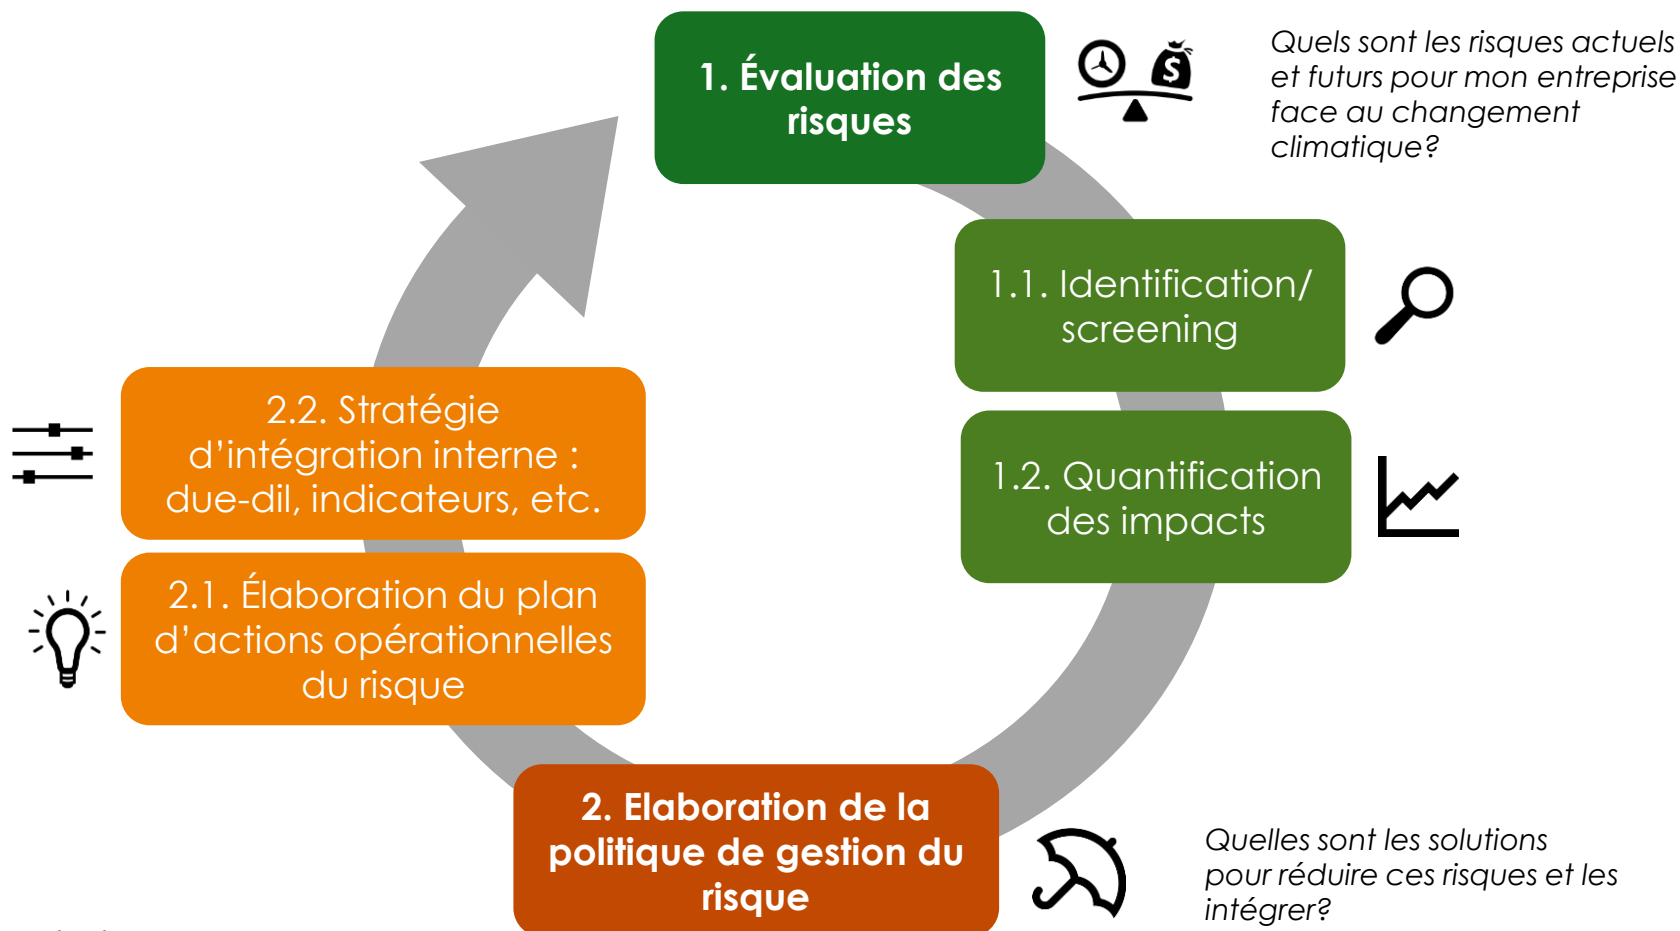 1. Évaluation des
risques
Quels sont les risques actuels
et futurs pour mon entreprise
face au changement
climatique?
1.1. Identification/
screening
1.2. Quantification
des impacts
2. Elaboration de la
politique de gestion du
risque
Quelles sont les solutions
pour réduire ces risques et les
intégrer?
2.1. Élaboration du plan
d’actions opérationnelles
du risque
2.2. Stratégie
d’intégration interne :
due-dil, indicateurs, etc.